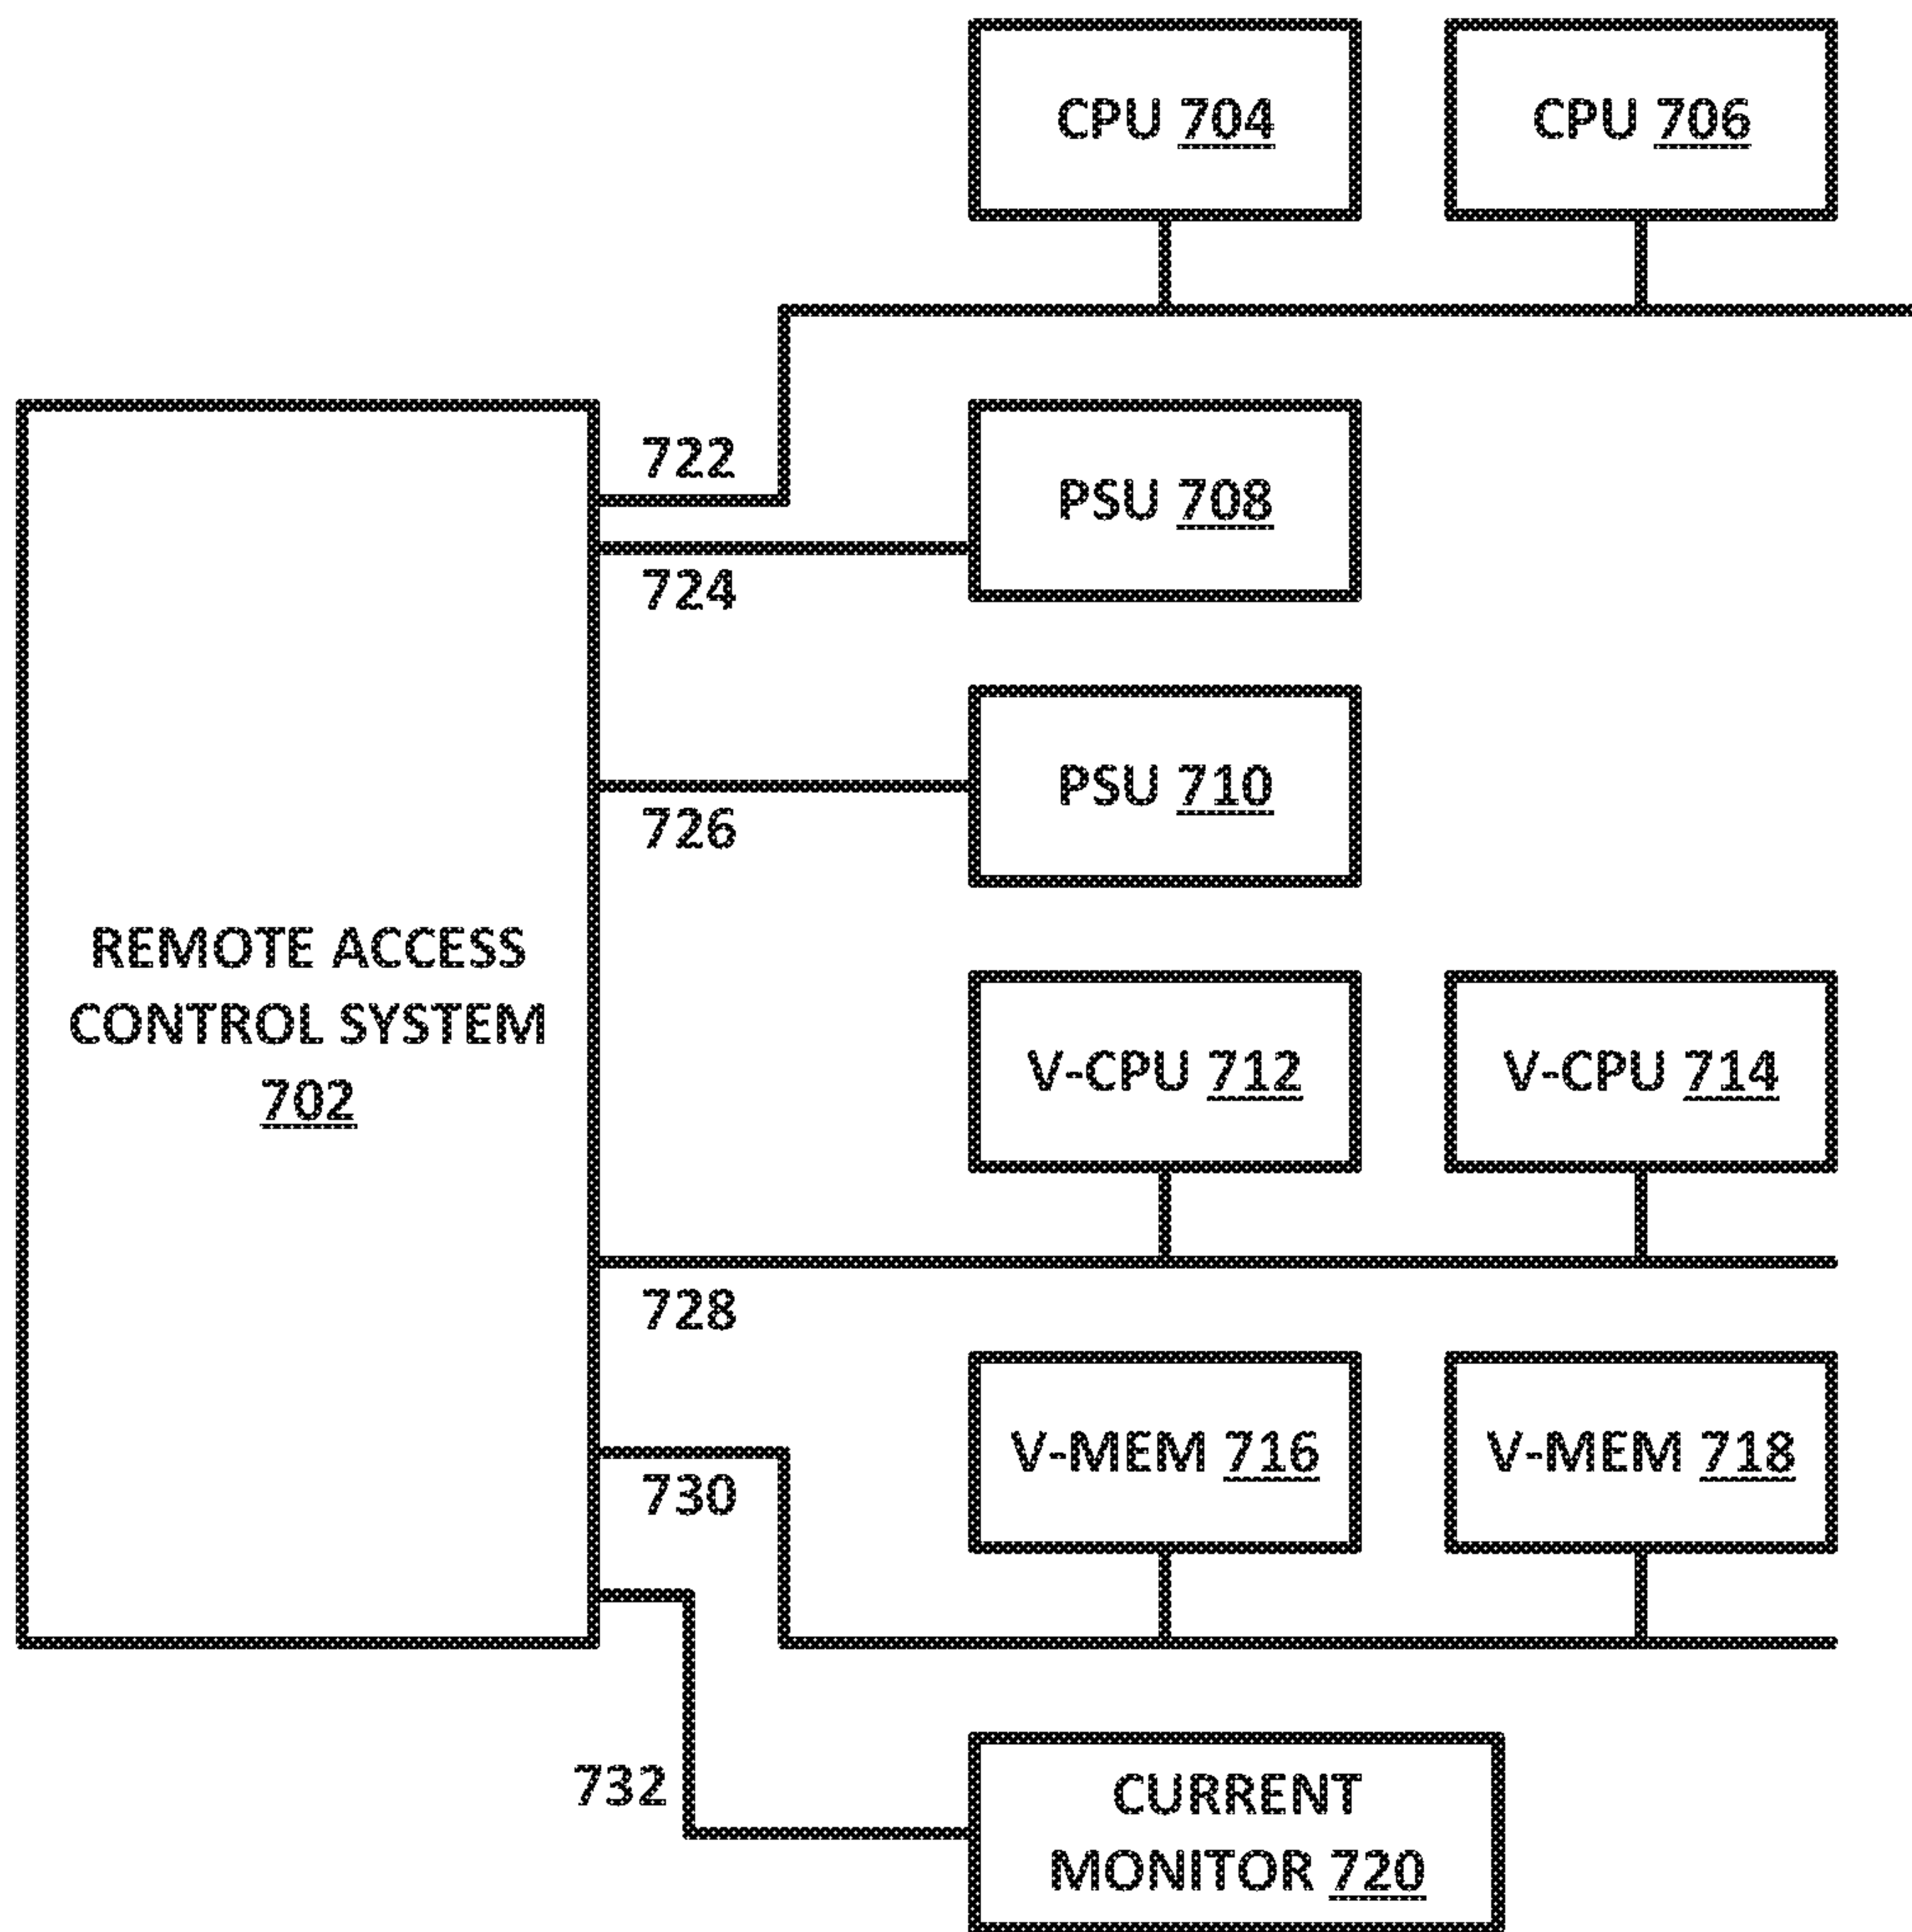 CPU 704
CPU 706
722
PSU 708
724
PSU 710
726
REMOTE ACCESS
CONTROL SYSTEM
702
V-CPU 712
V-CPU 714
728
V-MEM 716
V-MEM 718
730
732
CURRENT
MONITOR 720